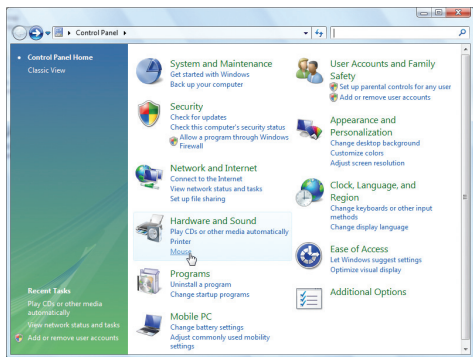 Control Panel
Control Panel Home
Classic View
Recent Tasks
Play CDs or other media
automatically
View network status and tasks
Add or remove user accounts
System and Maintenance
Get started with Windows
Back up your computer
Security
Check for updates
Check this computer's security status
Allow a program through Windows
Firewall
Network and Internet
Connect to the Internet
View network status and tasks
Set up file sharing
Hardware and Sound
Play CDs or other media automatically
Printer
Mouse
Programs
Uninstall a program
Change startup programs
Mobile PC
Change battery settings
Adjust commonly used mobility
settings
User Accounts and Family
Safety
Set up parental controls for any user
Add or remove user accounts
Appearance and
Personalization
Change desktop background
Customize colors
Adjust screen resolution
Clock, Language, and
Region
Change keyboards or other input
methods
Change display language
Ease of Access
Let Windows suggest settings
Optimize visual display
Additional Options